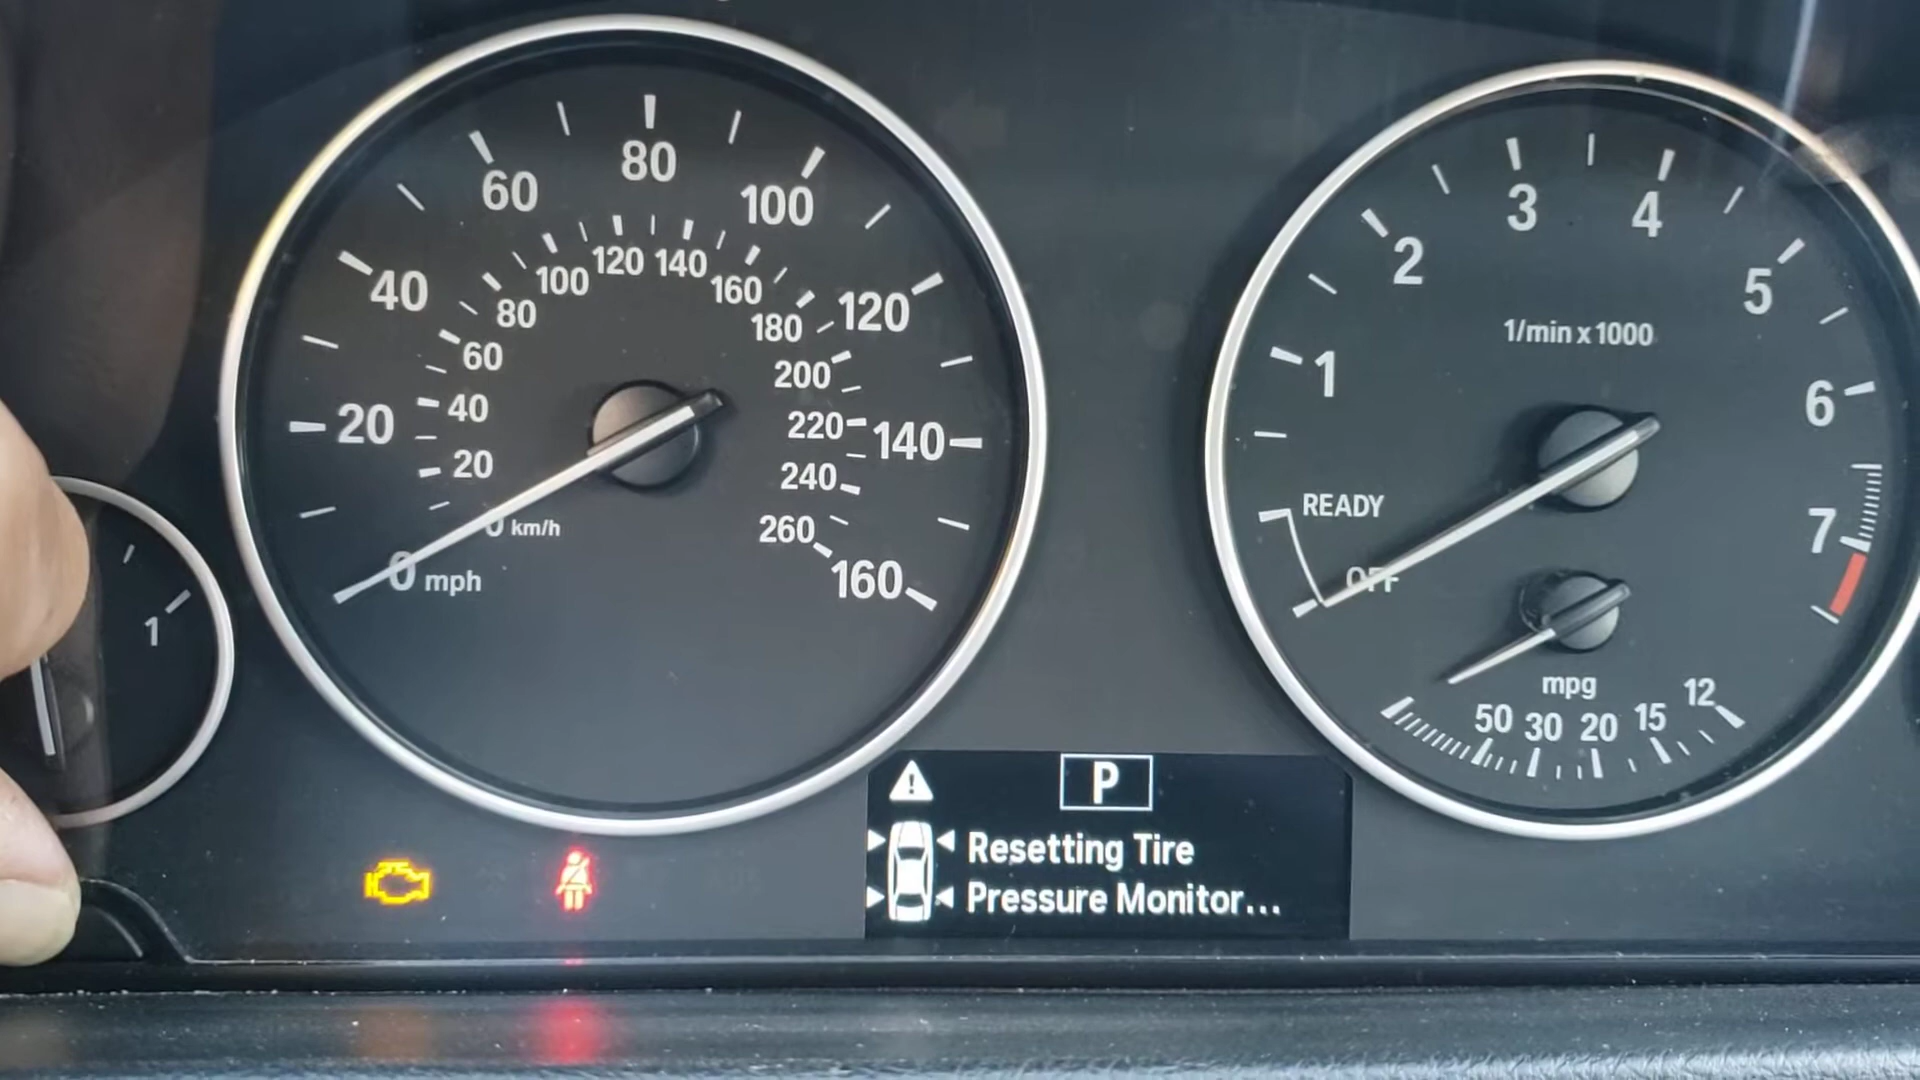 60
80
100
40
120
20
140
0 mph
160
100
120
140
80
160
60
180
40
200
20
220
0 km/h
240
260
1
3
4
2
5
1/min x 1000
1
6
READY
7
OFF
mpg
50 30 20 15 12
P
Resetting Tire
Pressure Monitor...